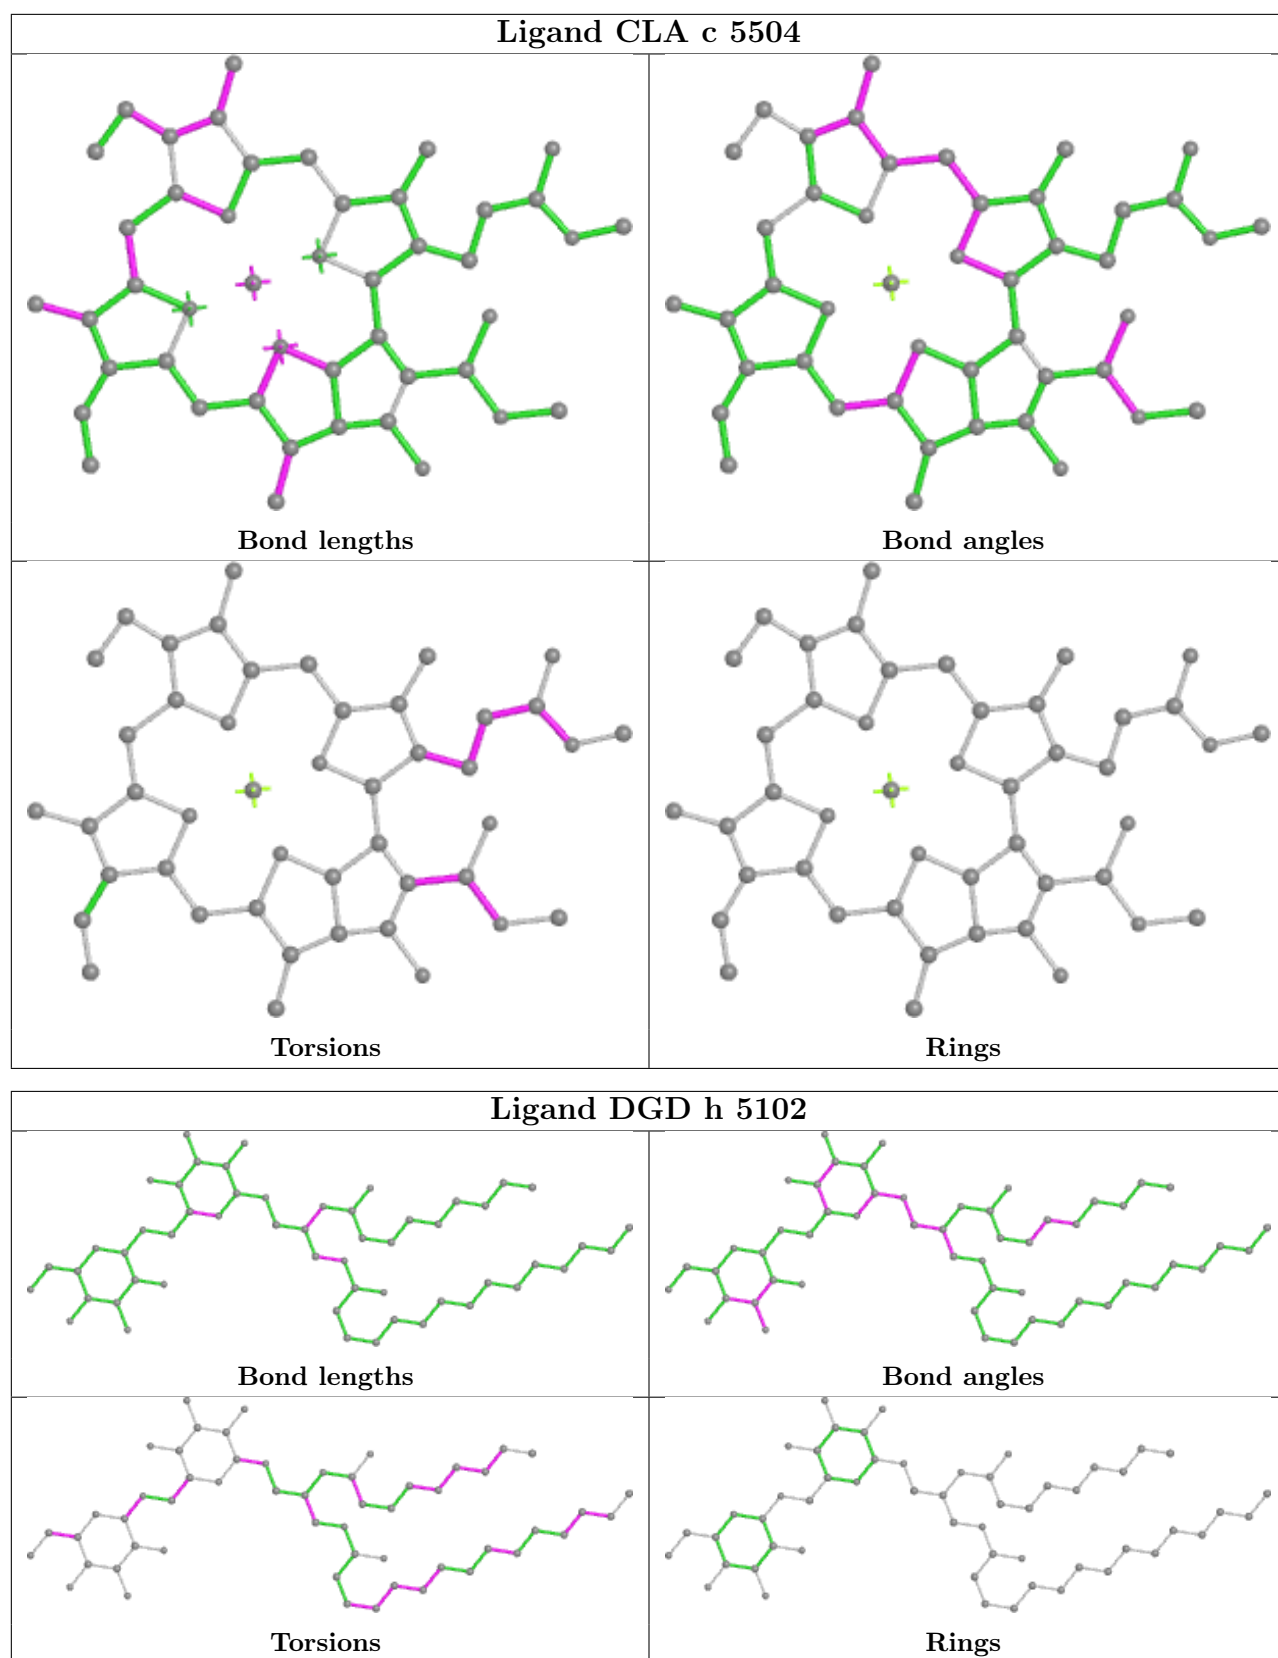 Ligand CLA c 5504
Bond lengths
Bond angles
Torsions
Rings
Ligand DGD h 5102
Bond lengths
Bond angles
Torsions
Rings